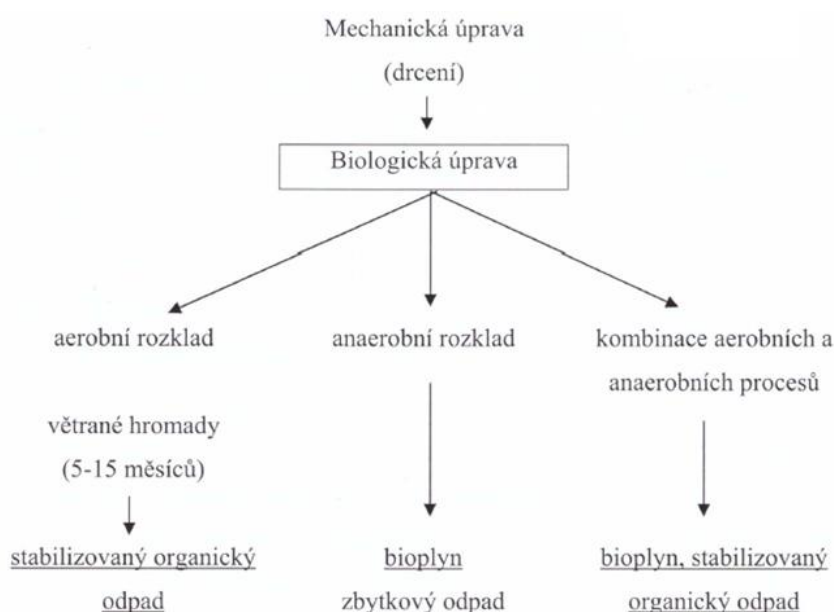 Mechanická úprava
(drcení)
Biologická úprava
aerobní rozklad
anaerobní rozklad
kombinace aerobních a
anaerobních procesů
větrané hromady
(5-15 měsíců)
stabilizovaný organický
odpad
bioplyn
zbytkový odpad
bioplyn, stabilizovaný
organický odpad